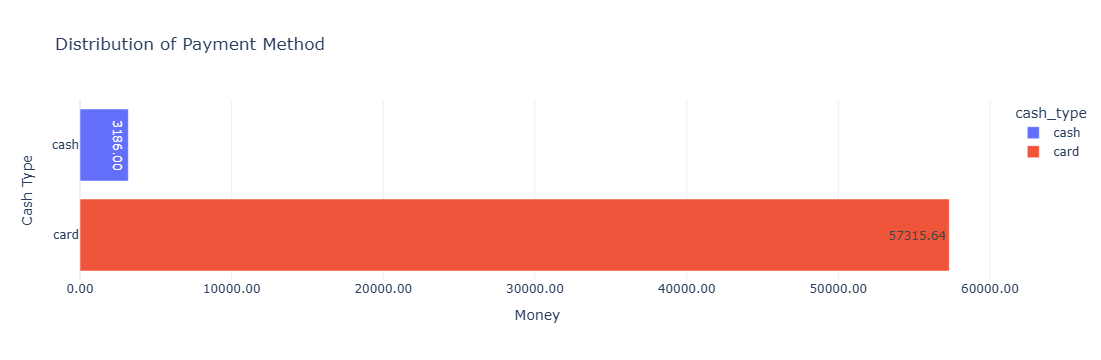 Distribution of Payment Method
cash_type
cash
card
Cash Type
cash
3186.00
card
57315.64
0.00
10000.00
20000.00
30000.00
40000.00
50000.00
60000.00
Money